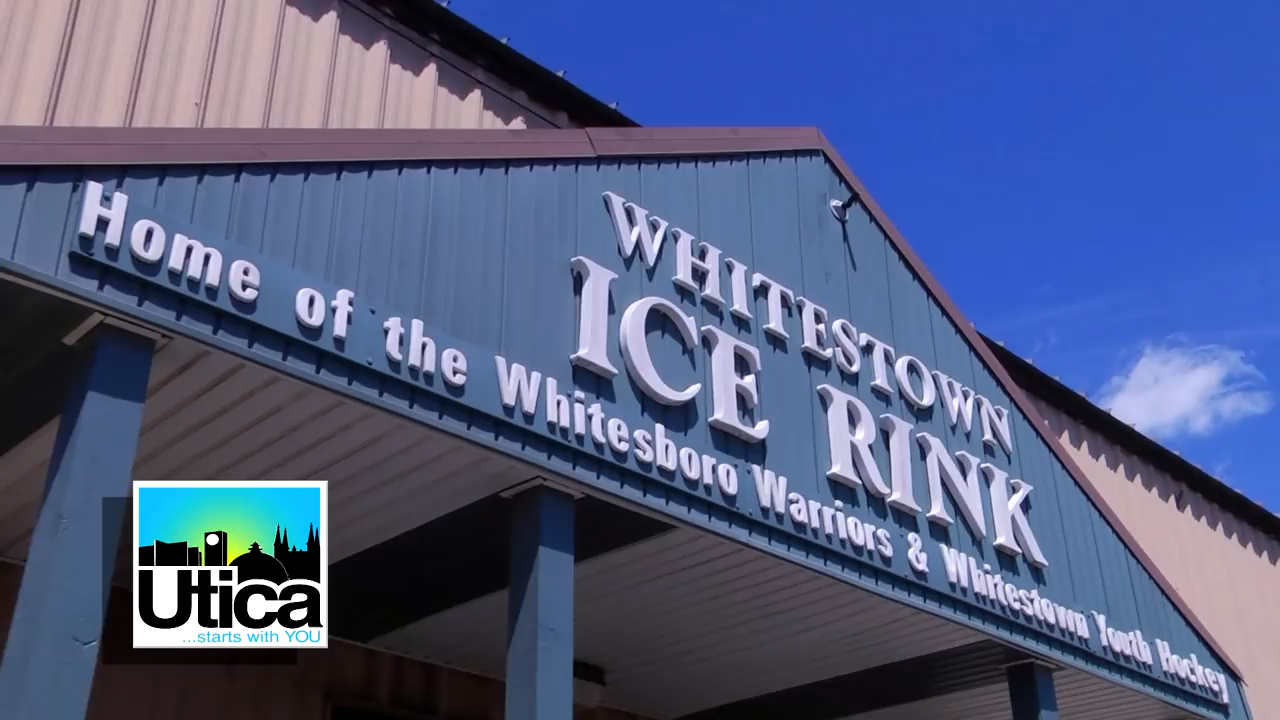 WHITESTOWN
ICE RINK
Home of the Whitesboro Warriors & Whitestown Youth Hockey
Utica
...starts with YOU